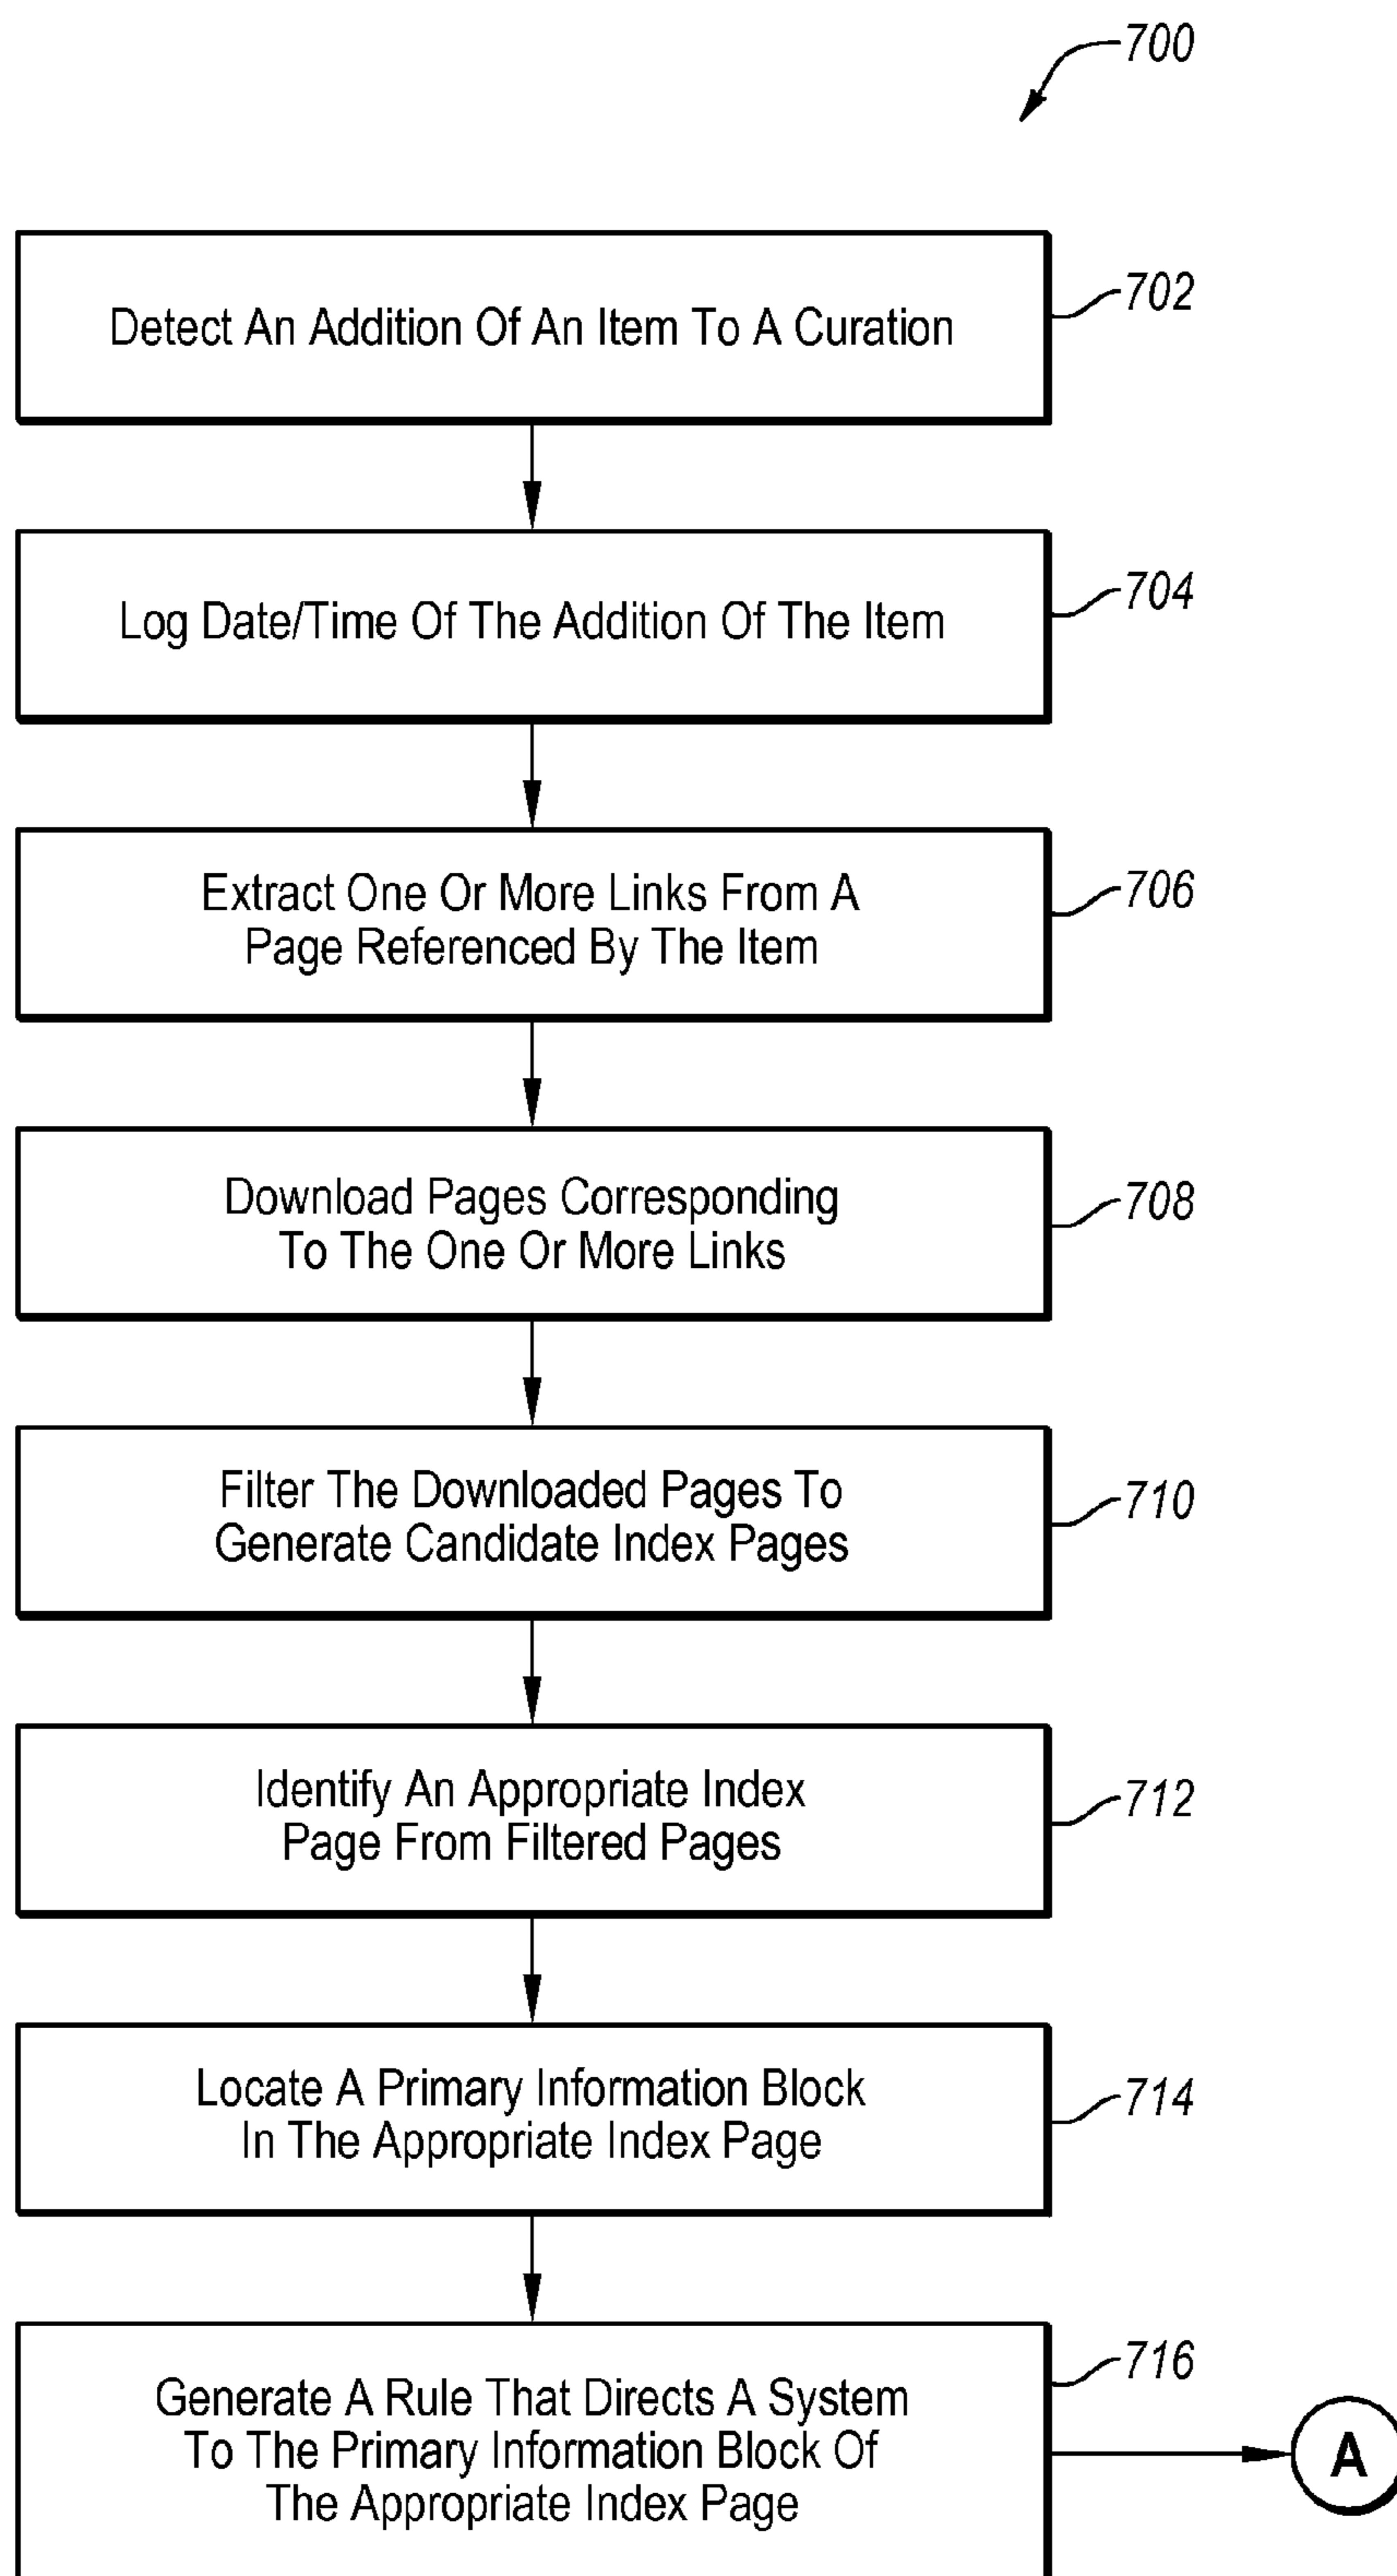 700
Detect An Addition Of An Item To A Curation
702
Log Date/Time Of The Addition Of The Item
704
Extract One Or More Links From A
Page Referenced By The Item
706
Download Pages Corresponding
To The One Or More Links
708
Filter The Downloaded Pages To
Generate Candidate Index Pages
710
Identify An Appropriate Index
Page From Filtered Pages
712
Locate A Primary Information Block
In The Appropriate Index Page
714
Generate A Rule That Directs A System
To The Primary Information Block Of
The Appropriate Index Page
716
A